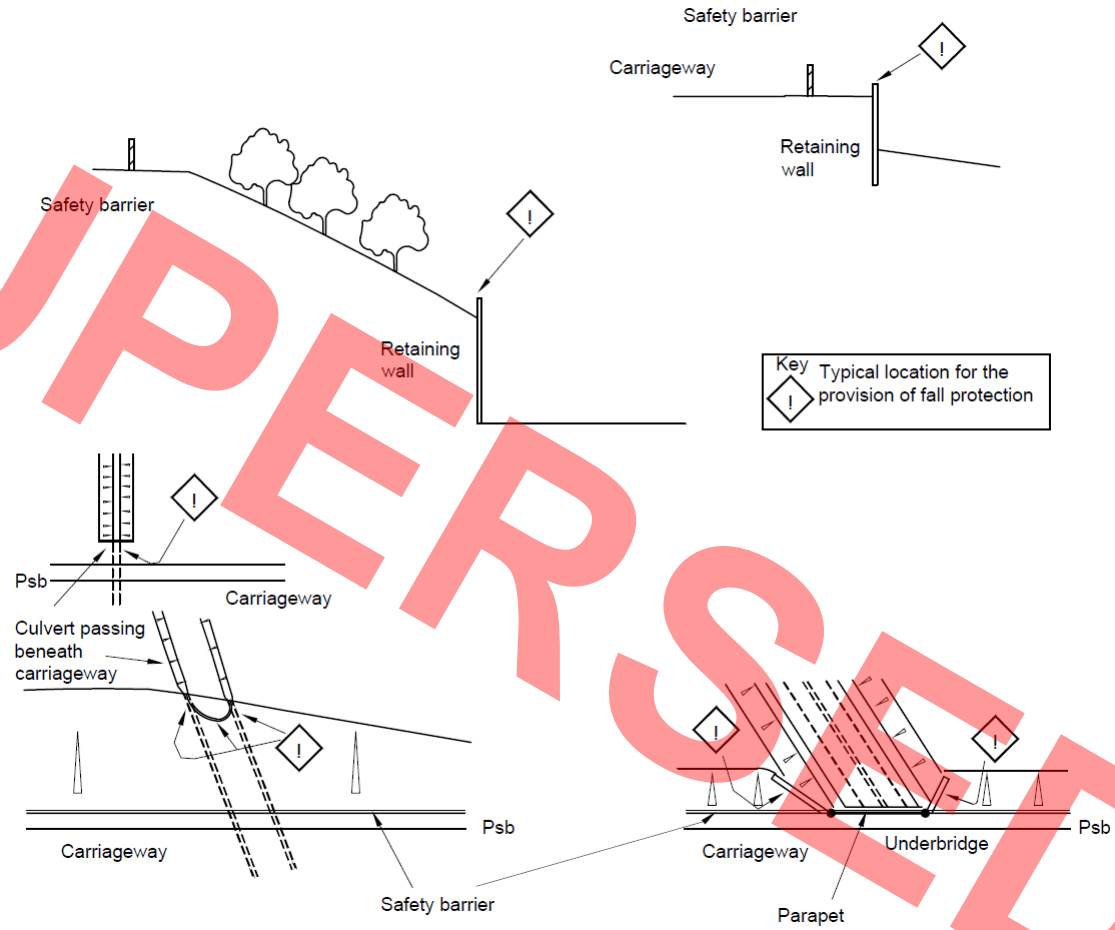 Safety barrier
Carriageway
!
Retaining
wall
Safety barrier
!
Retaining
wall
Key
! Typical location for the
provision of fall protection
!
Psb
Carriageway
Culvert passing
beneath
carriageway
!
Psb
Carriageway
Safety barrier
!
!
Psb
Carriageway
Underbridge
Parapet
UPERSED